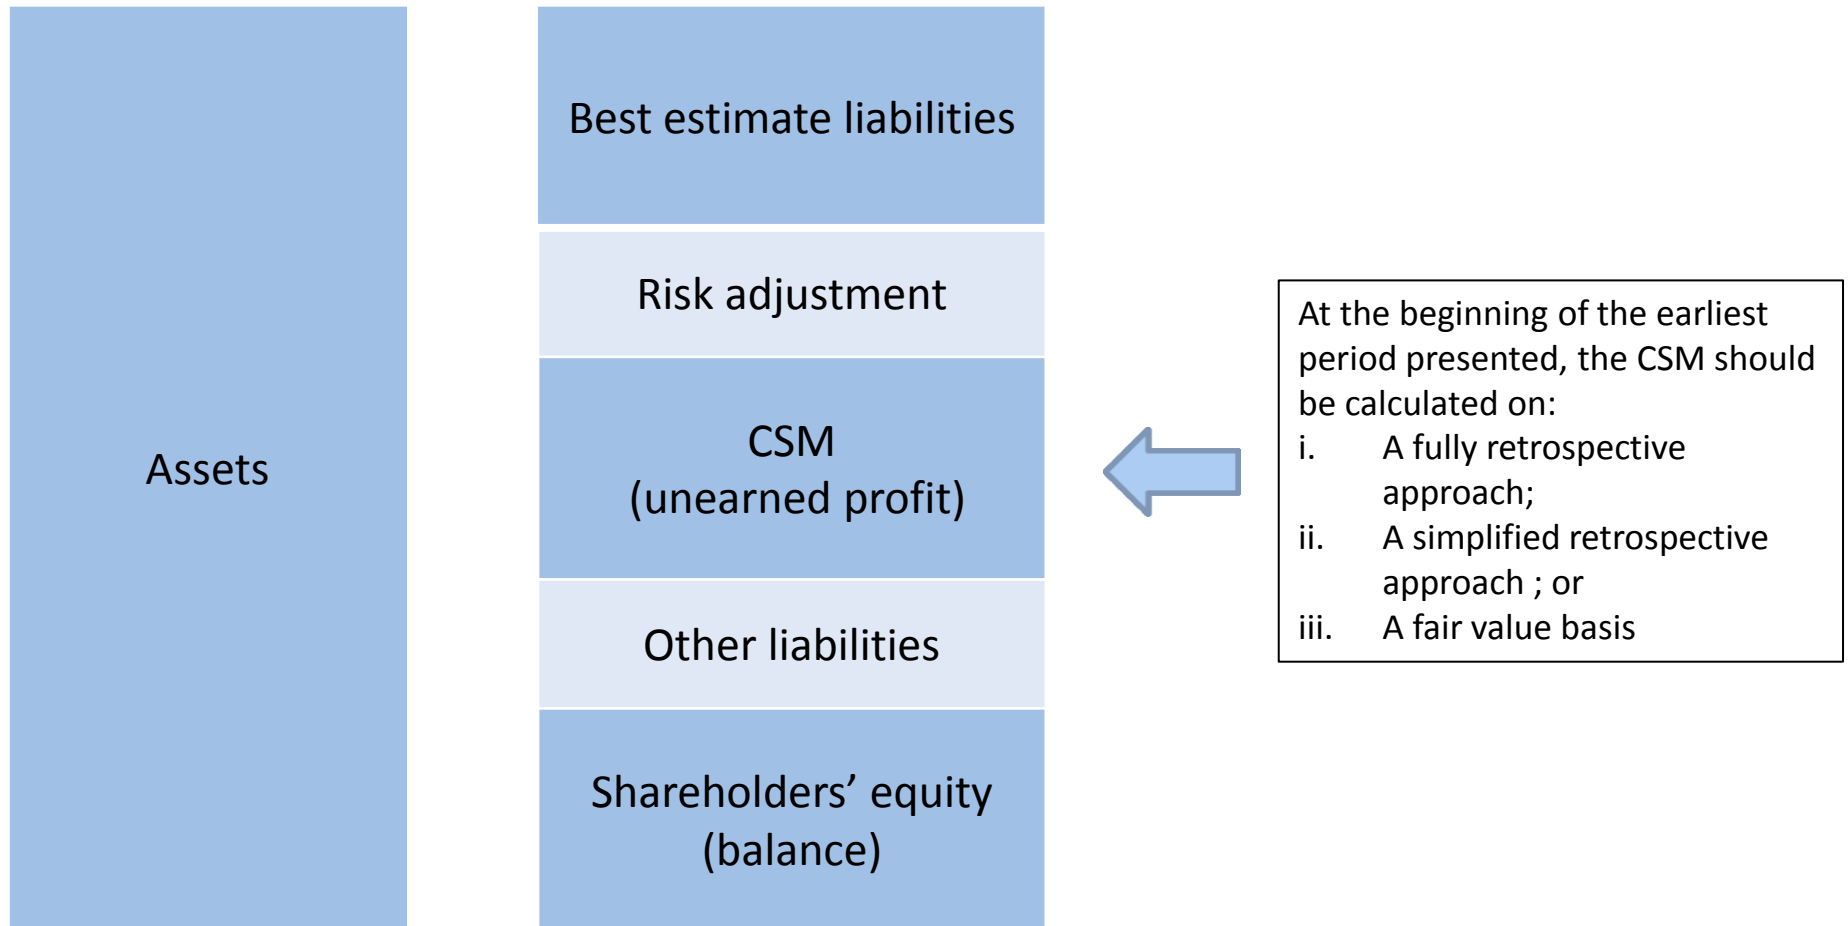 Assets
Best estimate liabilities
Risk adjustment
CSM
(unearned profit)
Other liabilities
Shareholders’ equity
(balance)
At the beginning of the earliest
period presented, the CSM should
be calculated on:
i. A fully retrospective
approach;
ii. A simplified retrospective
approach ; or
iii. A fair value basis